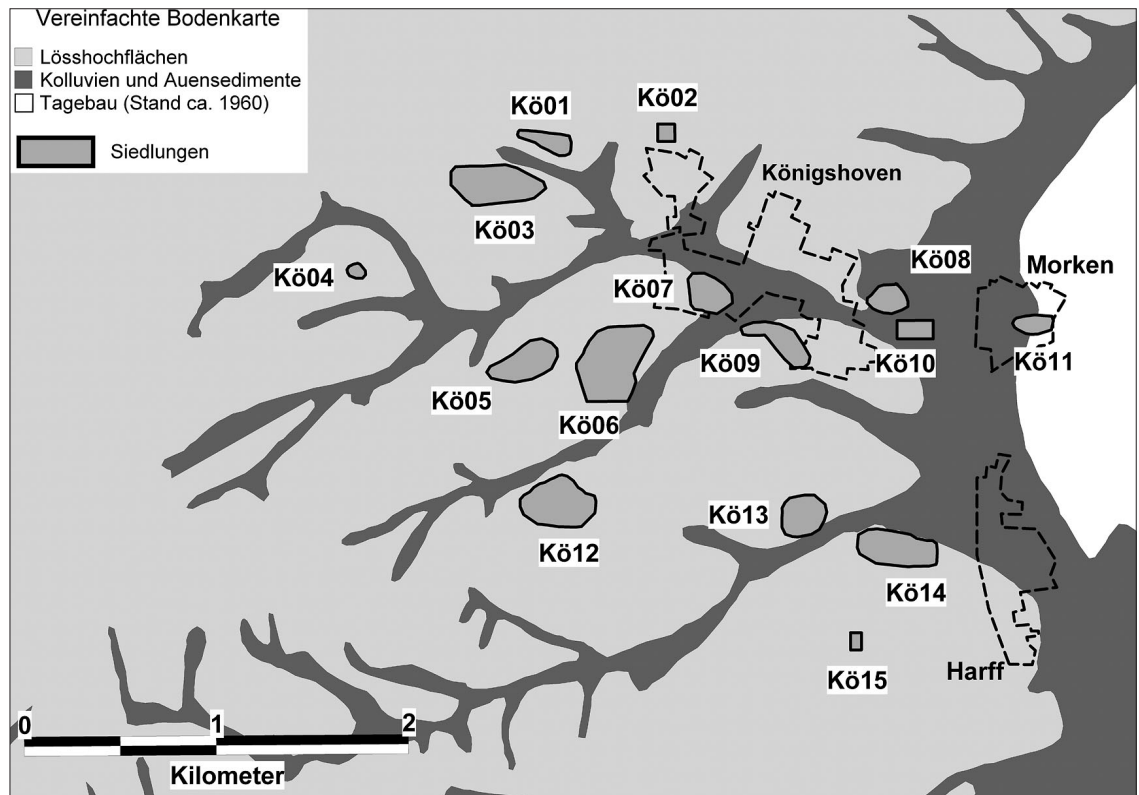 Vereinfachte Bodenkarte
Lösshochflächen
Kolluvien und Auensedimente
Tagebau (Stand ca. 1960)
Siedlungen
Kö01
Kö02
Königshoven
Kö03
Kö04
Kö07
Kö08
Morken
Kö05
Kö06
Kö09
Kö10
Kö11
Kö12
Kö13
Kö14
Kö15
Harff
0 1 2
Kilometer